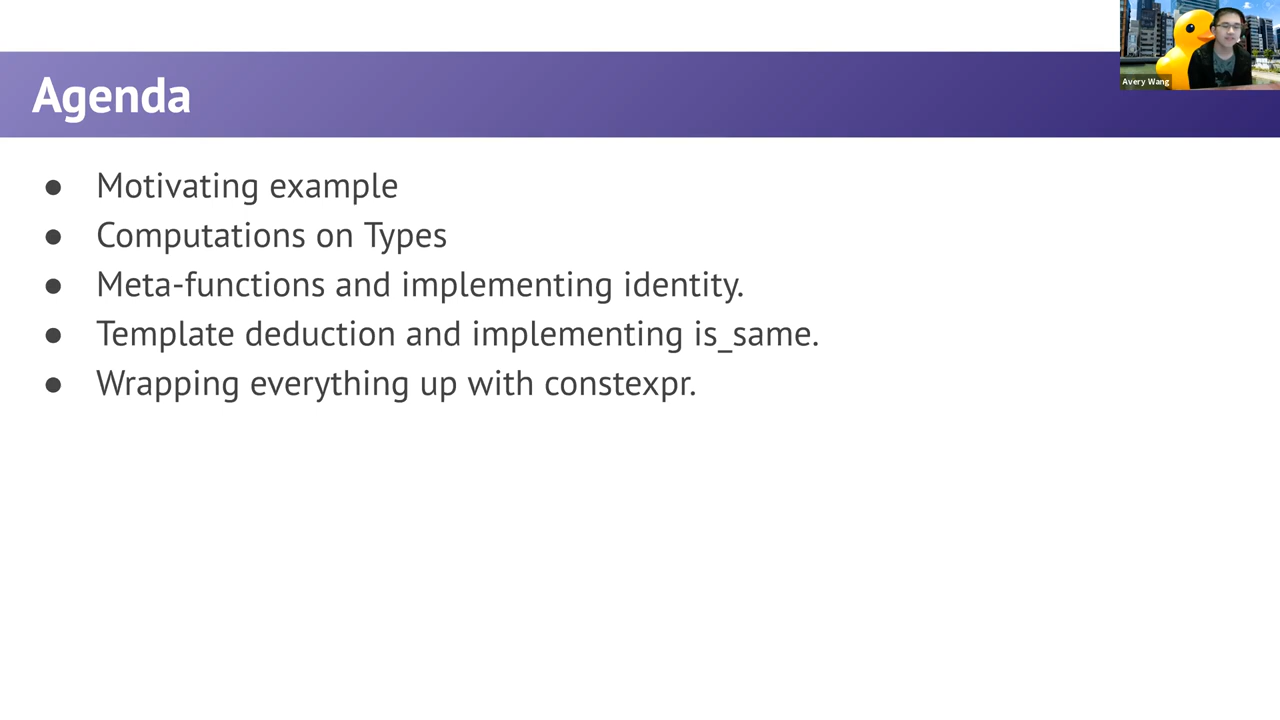 Agenda
Avery Wang
● Motivating example
● Computations on Types
● Meta-functions and implementing identity.
● Template deduction and implementing is_same.
● Wrapping everything up with constexpr.